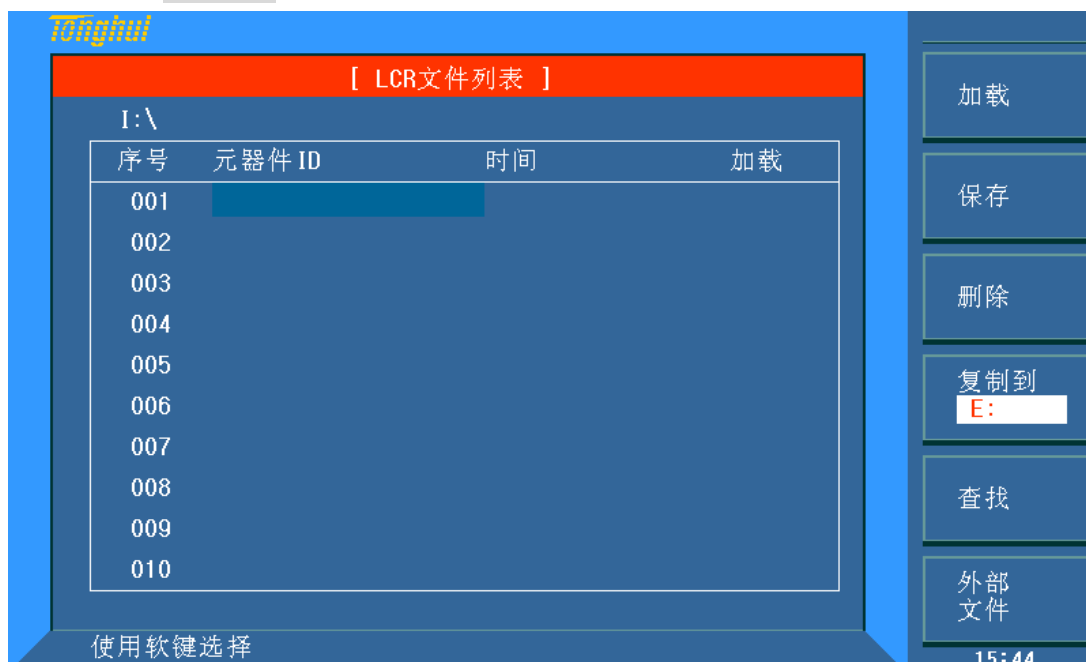 Tonghui
[ LCR文件列表 ]
I:\
序号 元器件ID 时间 加载
001
002
003
004
005
006
007
008
009
010
使用软键选择
加载
保存
删除
复制到
E:
查找
外部
文件
15:44